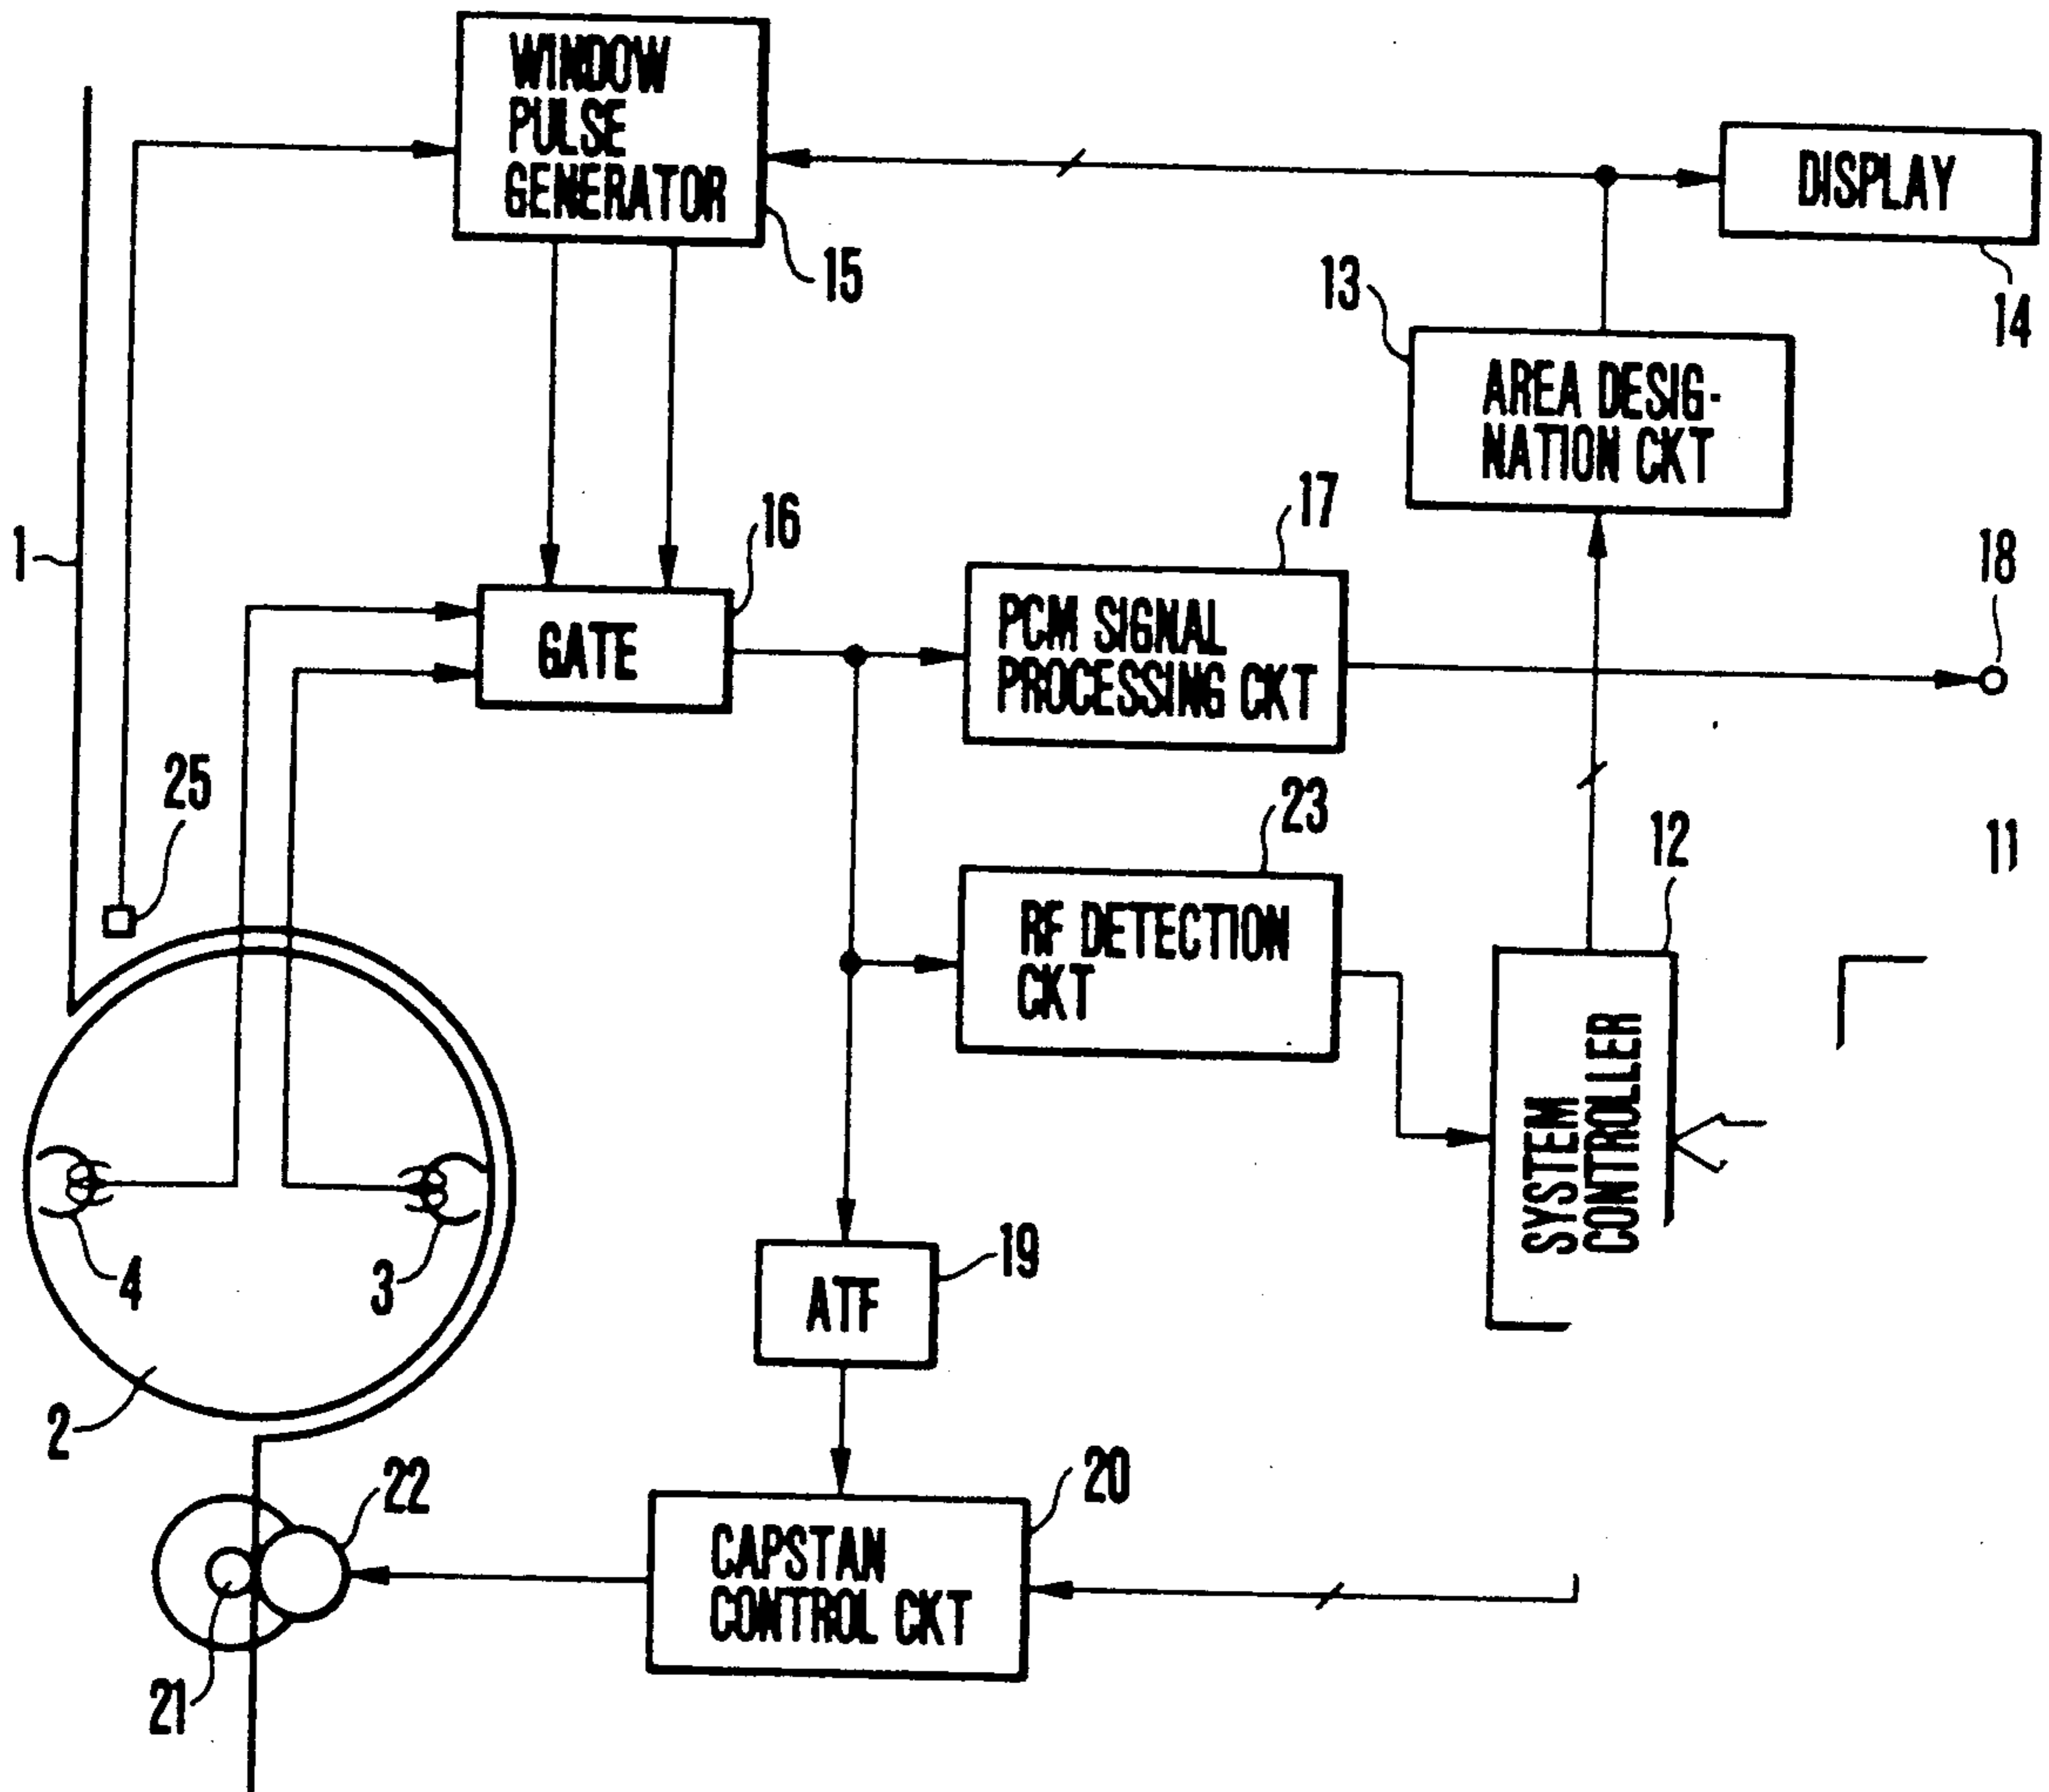 WINDOW
PULSE
GENERATOR
15
DISPLAY
14
13
AREA DESIG-
NATION CKT
1
16
GATE
17
PCM SIGNAL
PROCESSING CKT
18
25
23
RF DETECTION
CKT
12
11
SYSTEM
CONTROLLER
4
3
19
ATF
2
22
20
CAPSTAN
CONTROL CKT
21